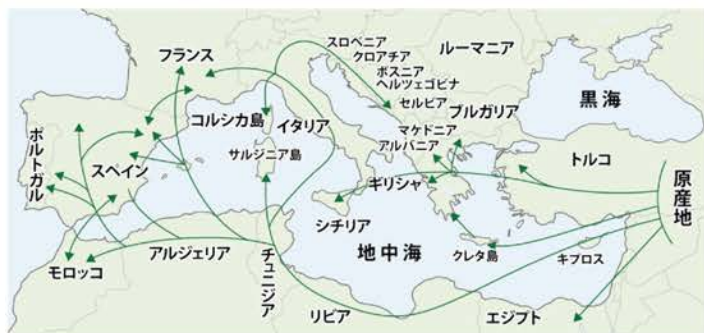 フランス
スロベニア
クロアチア
ボスニア
ヘルツェゴビナ
セルビア
ルーマニア
ブルガリア
黒海
コルシカ島
イタリア
サルジニア島
マケドニア
アルバニア
ポルトガル
スペイン
ギリシャ
トルコ
原産地
シチリア
地中海
クレタ島
キプロス
モロッコ
アルジェリア
チュニジア
リビア
エジプト